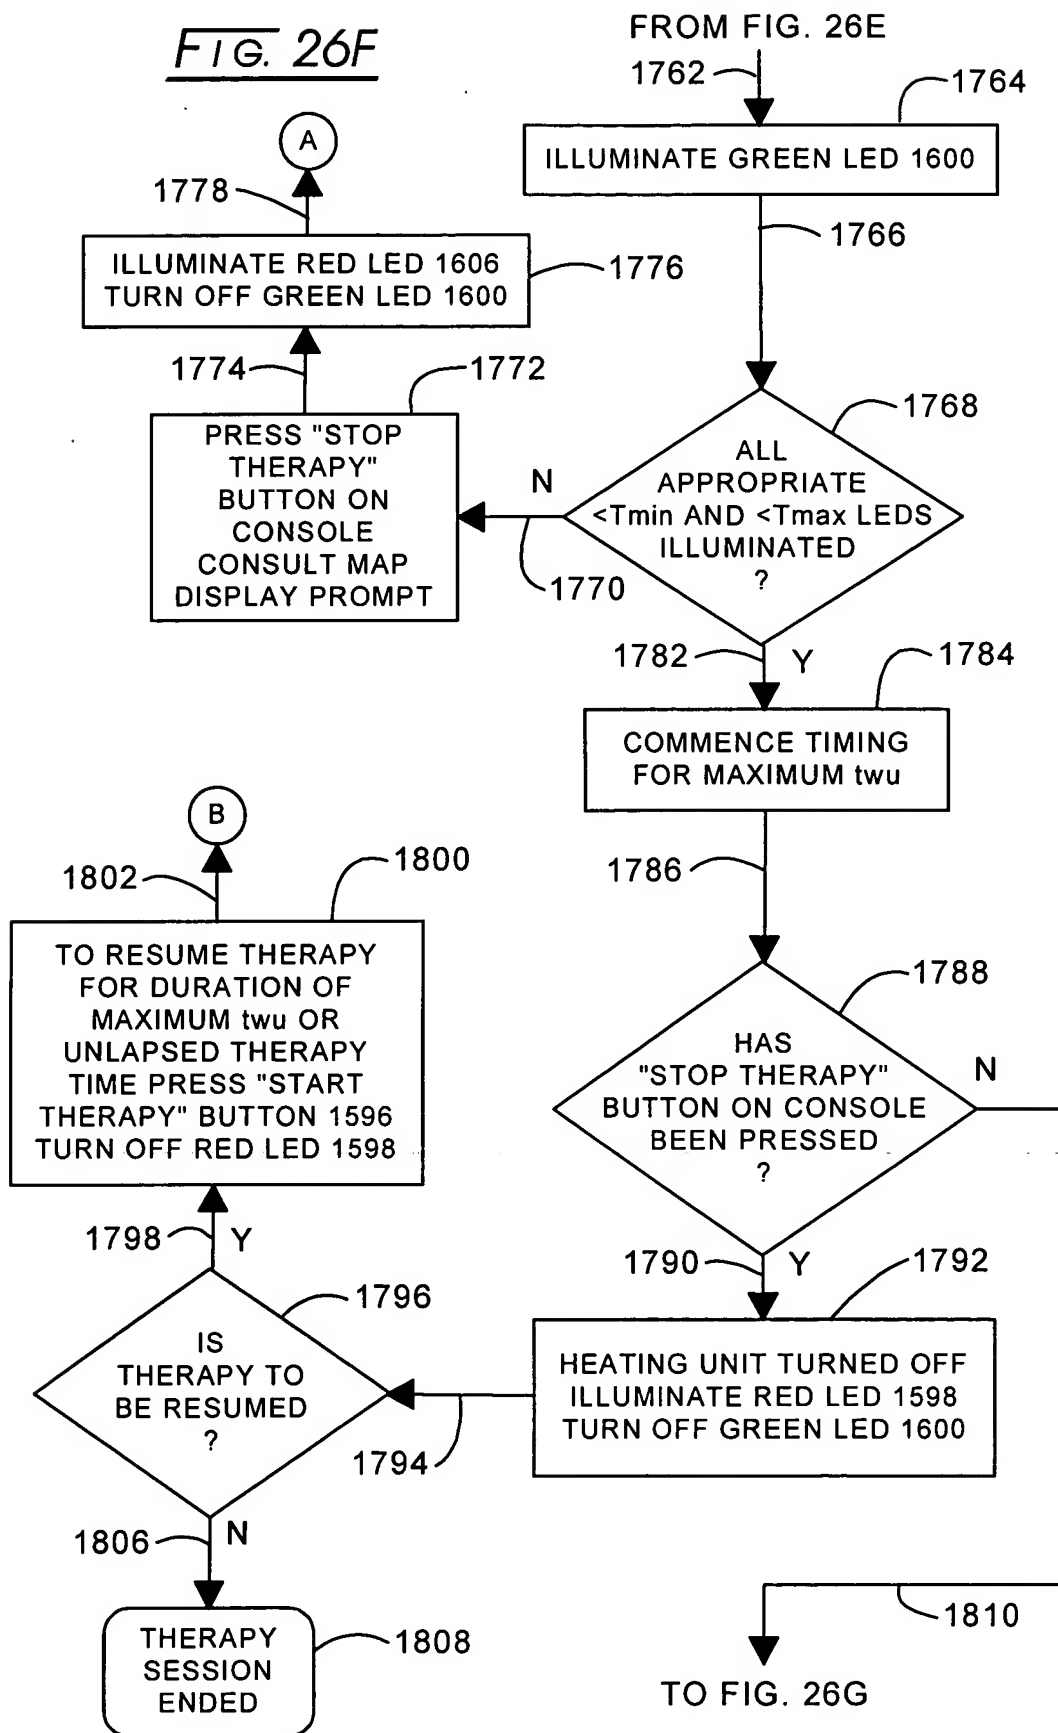 FIG. 26F
FROM FIG. 26E
1762
1764
ILLUMINATE GREEN LED 1600
1766
A
1778
ILLUMINATE RED LED 1606
TURN OFF GREEN LED 1600
1776
1774
1772
PRESS "STOP
THERAPY"
BUTTON ON
CONSOLE
CONSULT MAP
DISPLAY PROMPT
N
1770
1768
ALL
APPROPRIATE
<Tmin AND <Tmax LEDS
ILLUMINATED
?
1782
Y
1784
COMMENCE TIMING
FOR MAXIMUM twu
1786
B
1802
1800
TO RESUME THERAPY
FOR DURATION OF
MAXIMUM twu OR
UNLAPSED THERAPY
TIME PRESS "START
THERAPY" BUTTON 1596
TURN OFF RED LED 1598
1788
HAS
"STOP THERAPY"
BUTTON ON CONSOLE
BEEN PRESSED
?
N
1790
Y
1792
HEATING UNIT TURNED OFF
ILLUMINATE RED LED 1598
TURN OFF GREEN LED 1600
1794
1798
Y
1796
IS
THERAPY TO
BE RESUMED
?
1806
N
THERAPY
SESSION
ENDED
1808
1810
TO FIG. 26G